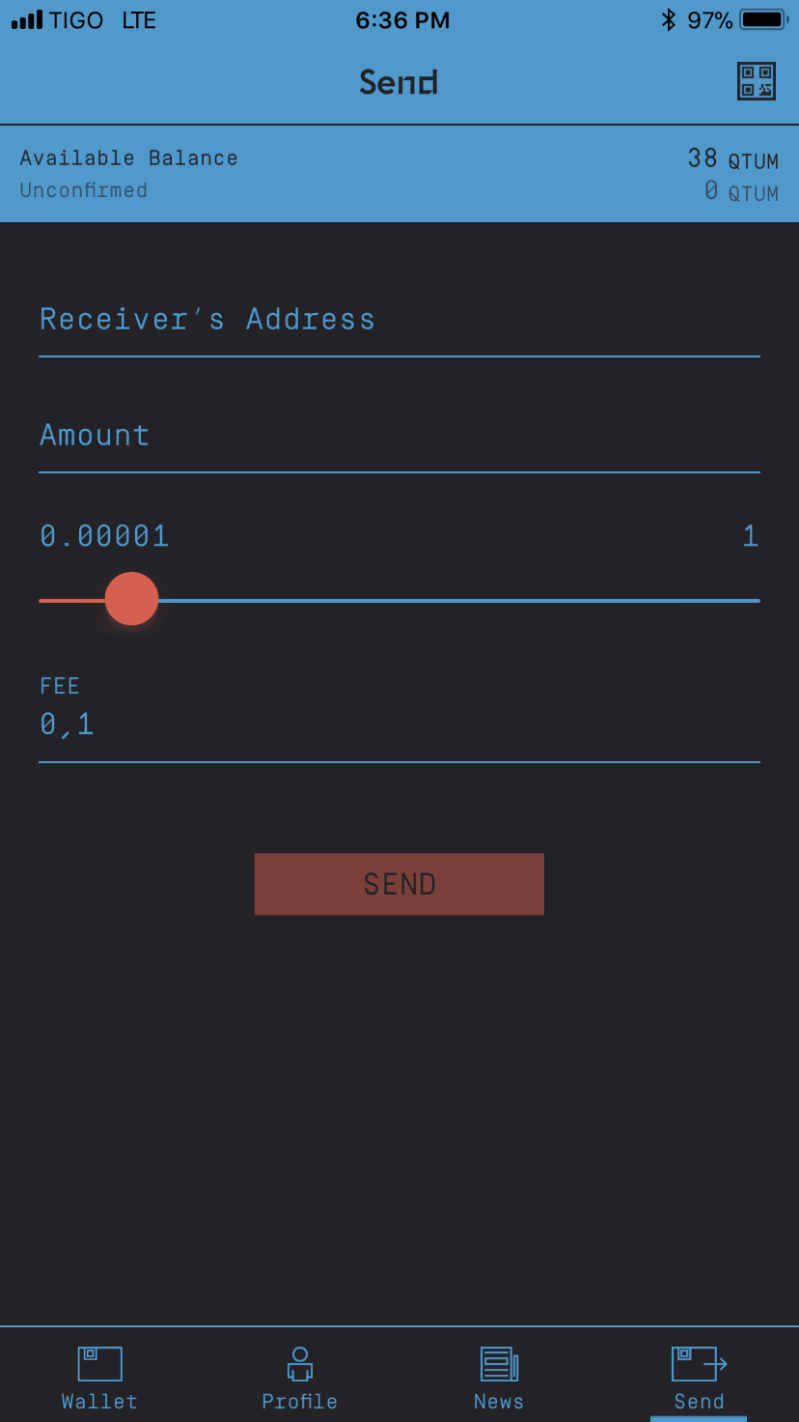 TIGO LTE 6:36 PM 97%
Send
Available Balance 38 QTUM
Unconfirmed 0 QTUM
Receiver's Address
Amount
0.00001 1
FEE
0,1
SEND
Wallet Profile News Send